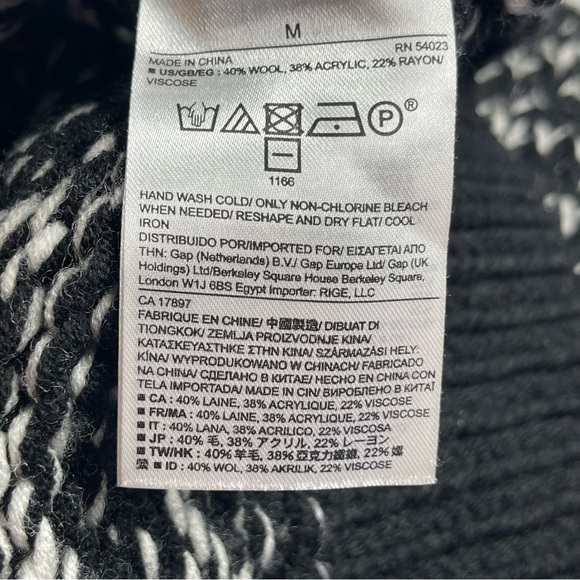 M
RN 54023
MADE IN CHINA
■ US/GB/EG : 40% WOOL, 38% ACRYLIC, 22% RAYON/
VISCOSE
P ®
1166
HAND WASH COLD/ ONLY NON-CHLORINE BLEACH
WHEN NEEDED/ RESHAPE AND DRY FLAT/ COOL
IRON
DISTRIBUIDO POR/IMPORTED FOR/ ΕΙΣΑΓΕΤΑΙ ΑΠΟ
ΤΗΝ: Gap (Netherlands) B.V./ Gap Europe Ltd/ Gap (UK
Holdings) Ltd/Berkeley Square House Berkeley Square,
London W1J 6BS Egypt Importer: RIGE, LLC
CA 17897
FABRIQUÉ EN CHINE/ 中國製造/ DIBUAT DI
TIONGKOK/ ZEMLJA PROIZVODNJE KINA/
ΚΑΤΑΣΚΕΥΑΣΤΗΚΕ ΣΤΗΝ ΚΙΝΑ/ SZÁRMAZÁSI HELY:
KÍNA/ WYPRODUKOWANO W CHINACH/ FABRICADO
NA CHINA/ СДЕЛАНО В КИТАЕ/ HECHO EN CHINA CON
TELA IMPORTADA/ MADE IN CIN/ ВИРОБЛЕНО В КИТАЇ
■ CA : 40% LAINE, 38% ACRYLIQUE, 22% VISCOSE
■ FR/MA : 40% LAINE, 38% ACRYLIQUE, 22% VISCOSE
■ IT : 40% LANA, 38% ACRILICO, 22% VISCOSA
■ JP : 40% 毛, 38% アクリル, 22% レーヨン
■ TW/HK : 40% 羊毛, 38% 亞克力纖維, 22% 嫘
縈 ■ ID : 40% WOL, 38% AKRILIK, 22% VISCOSE